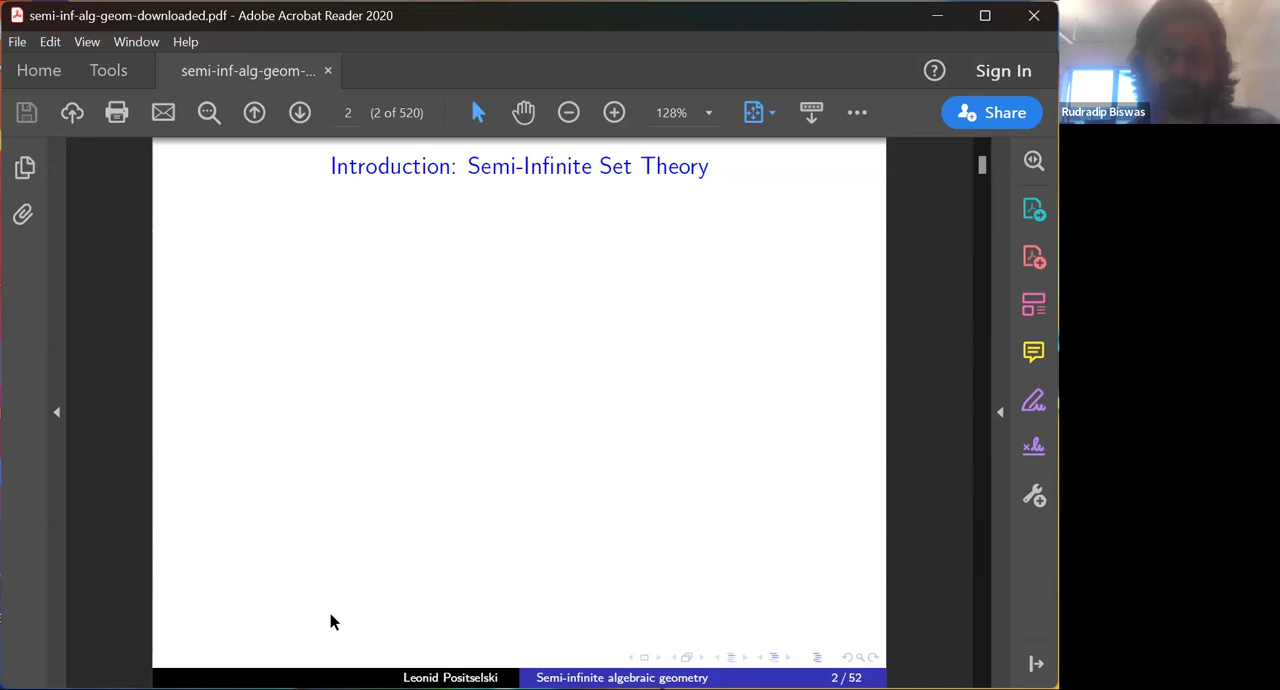 semi-inf-alg-geom-downloaded.pdf - Adobe Acrobat Reader 2020
File Edit View Window Help
Home Tools semi-inf-alg-geom-... × Sign In
2 (2 of 520) 128% Share
Rudradip Biswas
Introduction: Semi-Infinite Set Theory
Leonid Positselski Semi-infinite algebraic geometry 2 / 52